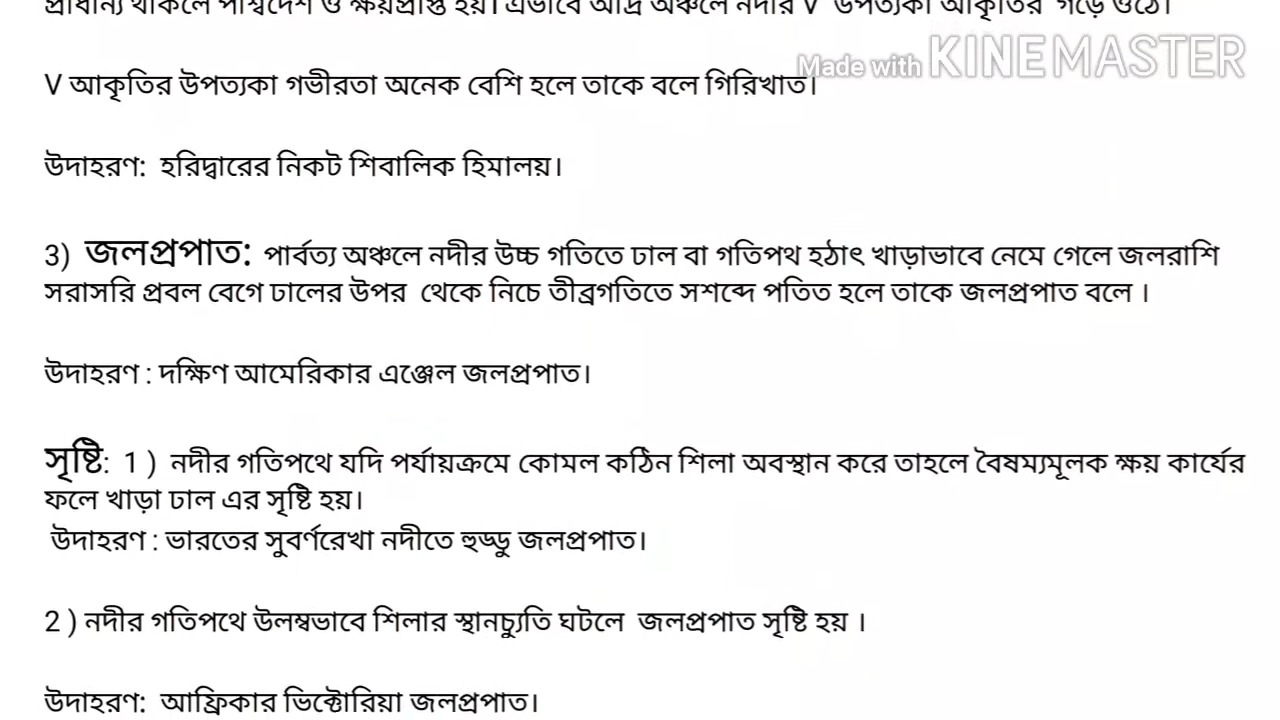 প্রাধান্য থাকলে পার্শ্বদেশ ও ক্ষয়প্রাপ্ত হয়। এভাবে আর্দ্র অঞ্চলে নদীর V উপত্যকা আকৃতির গড়ে ওঠে।
Made with KINEMASTER
V আকৃতির উপত্যকা গভীরতা অনেক বেশি হলে তাকে বলে গিরিখাত।
উদাহরণ: হরিদ্বারের নিকট শিবালিক হিমালয়।
3) জলপ্রপাত: পার্বত্য অঞ্চলে নদীর উচ্চ গতিতে ঢাল বা গতিপথ হঠাৎ খাড়াভাবে নেমে গেলে জলরাশি
সরাসরি প্রবল বেগে ঢালের উপর থেকে নিচে তীব্রগতিতে সশব্দে পতিত হলে তাকে জলপ্রপাত বলে ।
উদাহরণ : দক্ষিণ আমেরিকার এঞ্জেল জলপ্রপাত।
সৃষ্টি: 1 ) নদীর গতিপথে যদি পর্যায়ক্রমে কোমল কঠিন শিলা অবস্থান করে তাহলে বৈষম্যমূলক ক্ষয় কার্যের
ফলে খাড়া ঢাল এর সৃষ্টি হয়।
উদাহরণ : ভারতের সুবর্ণরেখা নদীতে হুড্ডু জলপ্রপাত।
2 ) নদীর গতিপথে উলম্বভাবে শিলার স্থানচ্যুতি ঘটলে জলপ্রপাত সৃষ্টি হয় ।
উদাহরণ: আফ্রিকার ভিক্টোরিয়া জলপ্রপাত।